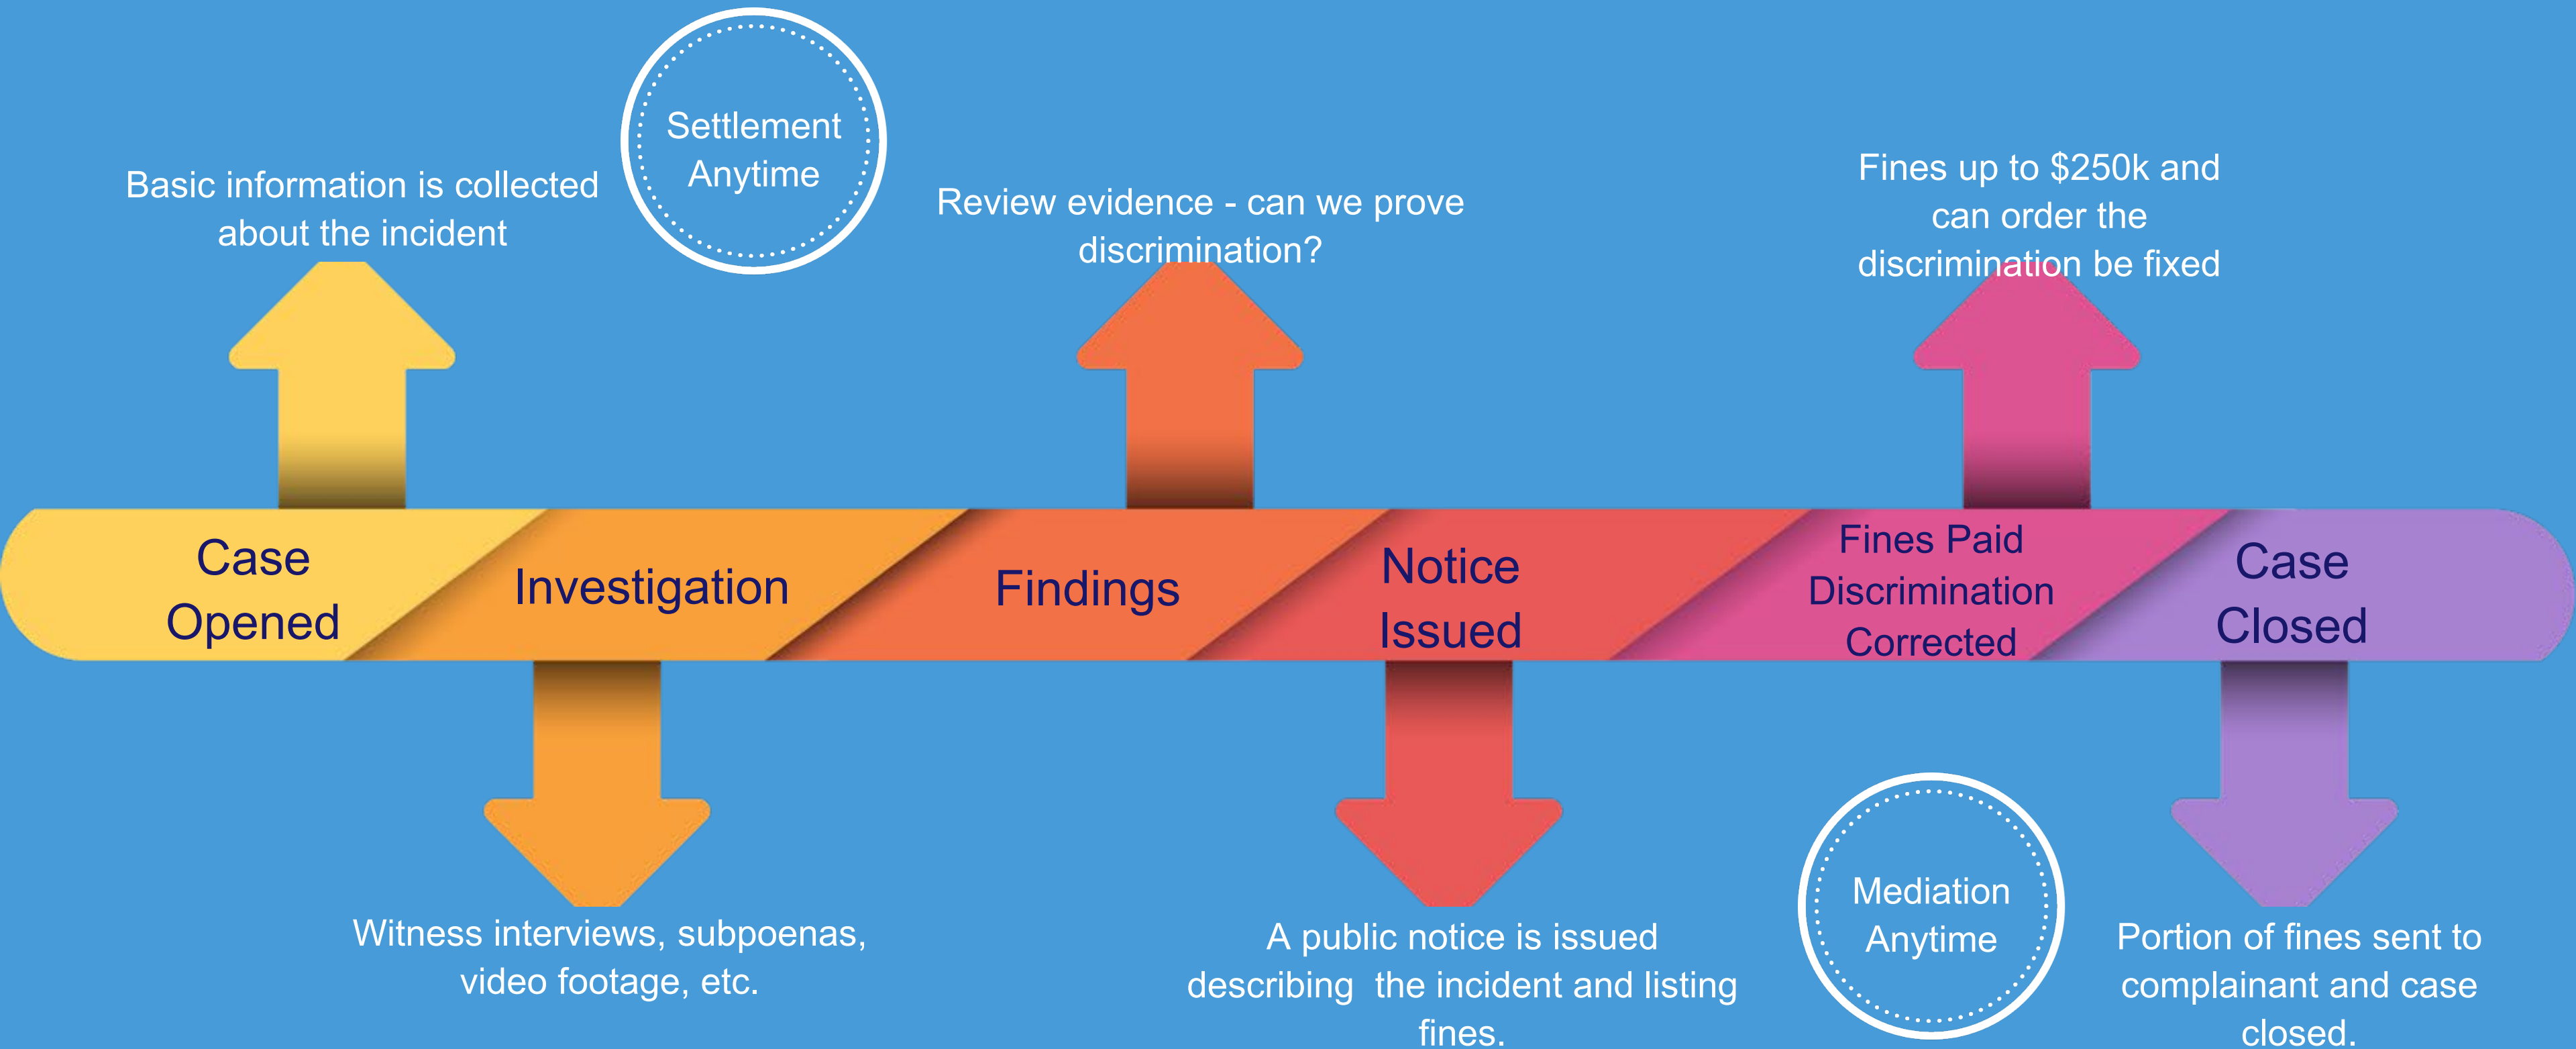 Settlement
Anytime
Basic information is collected
about the incident
Review evidence - can we prove
discrimination?
Fines up to $250k and
can order the
discrimination be fixed
Case
Opened
Investigation
Findings
Notice
Issued
Fines Paid
Discrimination
Corrected
Case
Closed
Witness interviews, subpoenas,
video footage, etc.
A public notice is issued
describing  the incident and listing
fines.
Mediation
Anytime
Portion of fines sent to
complainant and case
closed.